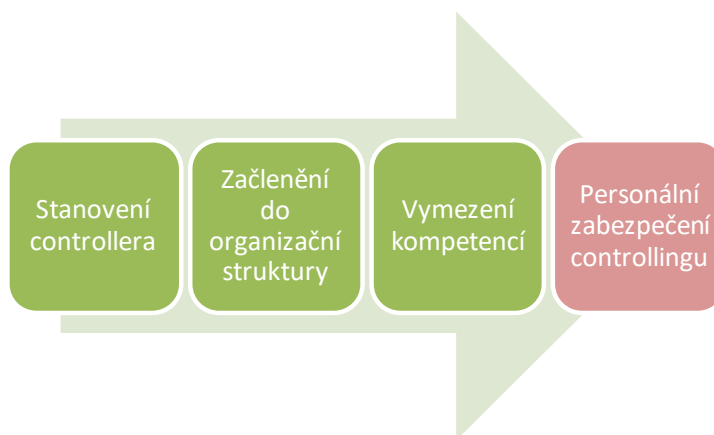 Stanovení
controllera
Začlenění
do
organizační
struktury
Vymezení
kompetencí
Personální
zabezpečení
controllingu